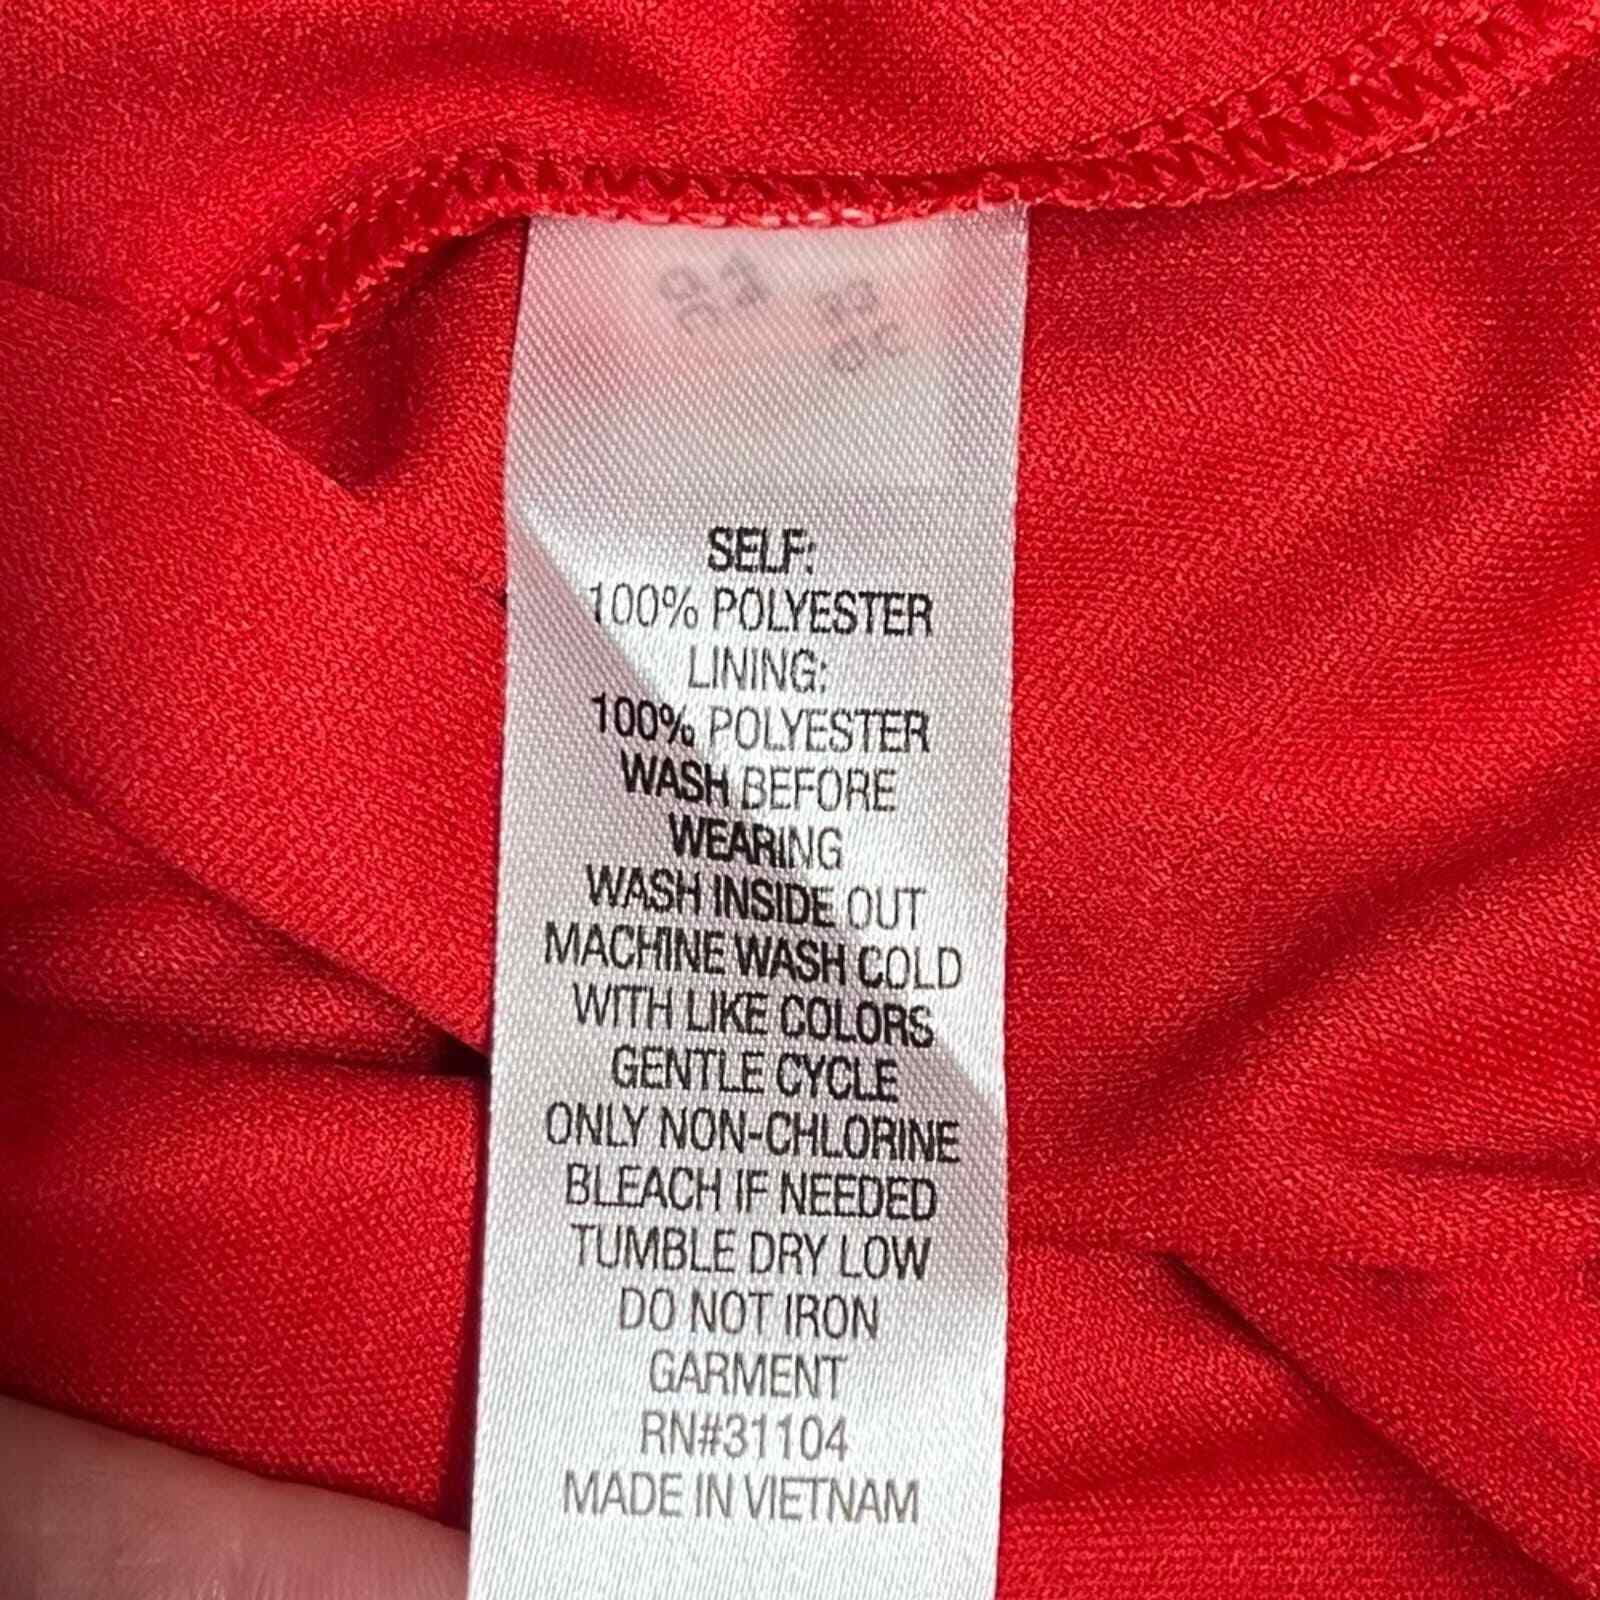 SELF:
100% POLYESTER
LINING:
100% POLYESTER
WASH BEFORE
WEARING
WASH INSIDE OUT
MACHINE WASH COLD
WITH LIKE COLORS
GENTLE CYCLE
ONLY NON-CHLORINE
BLEACH IF NEEDED
TUMBLE DRY LOW
DO NOT IRON
GARMENT
RN#31104
MADE IN VIETNAM